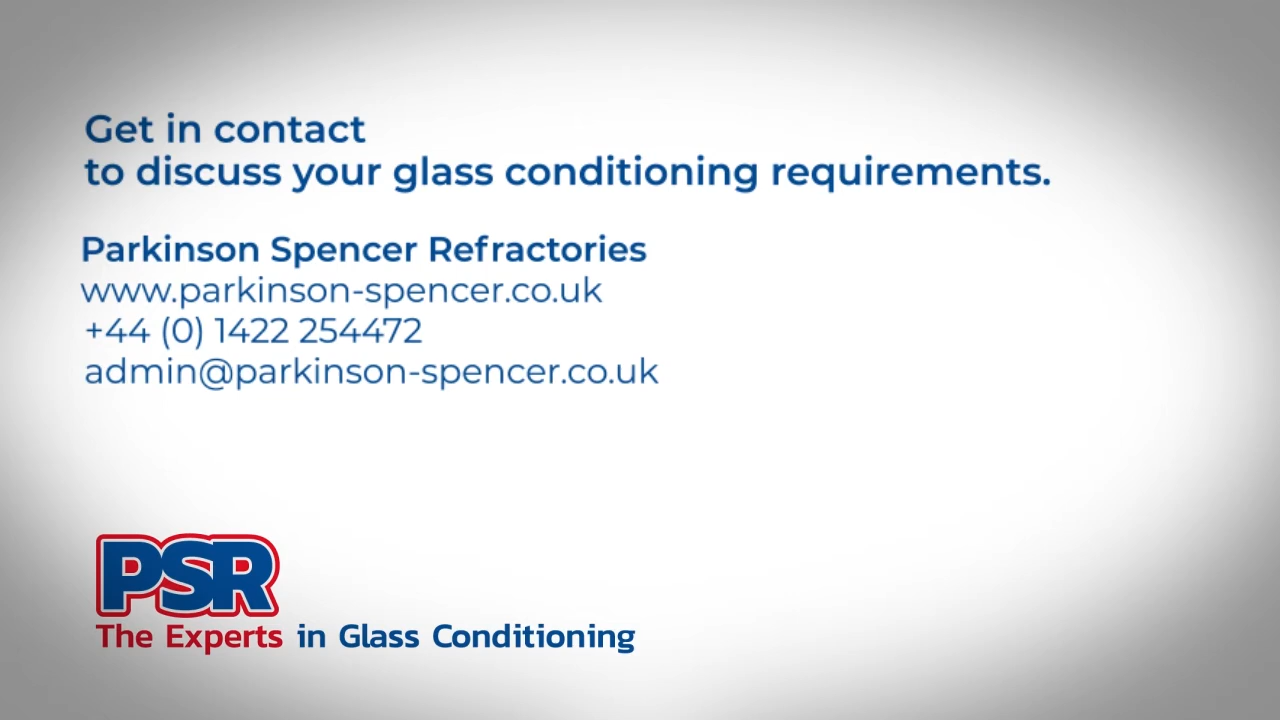 Get in contact
to discuss your glass conditioning requirements.
Parkinson Spencer Refractories
www.parkinson-spencer.co.uk
+44 (0) 1422 254472
admin@parkinson-spencer.co.uk
PSR
The Experts in Glass Conditioning